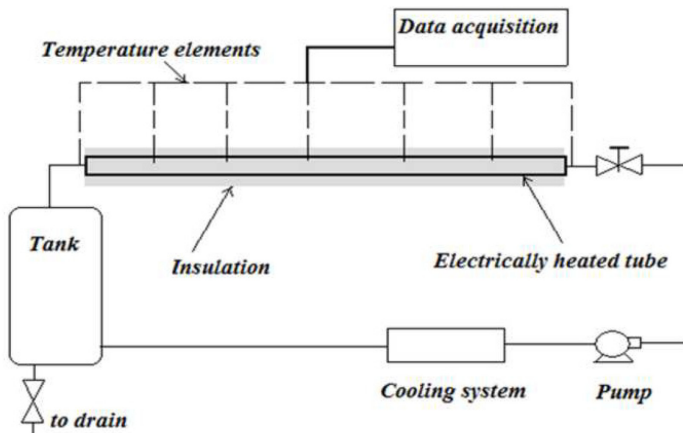 Data acquisition
Temperature elements
Tank
Insulation
Electrically heated tube
Cooling system
Pump
to drain